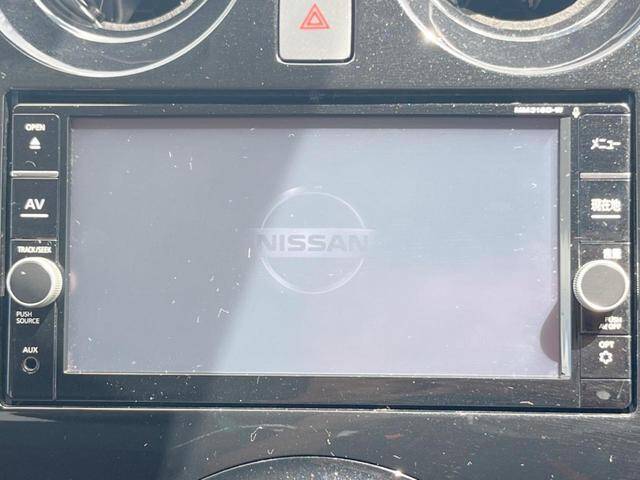 MM316D-W
OPEN
メニュー
AV
現在地
NISSAN
TRACK/SEEK
音量
PUSH
SOURCE
PUSH
AV OFF
AUX
OPT